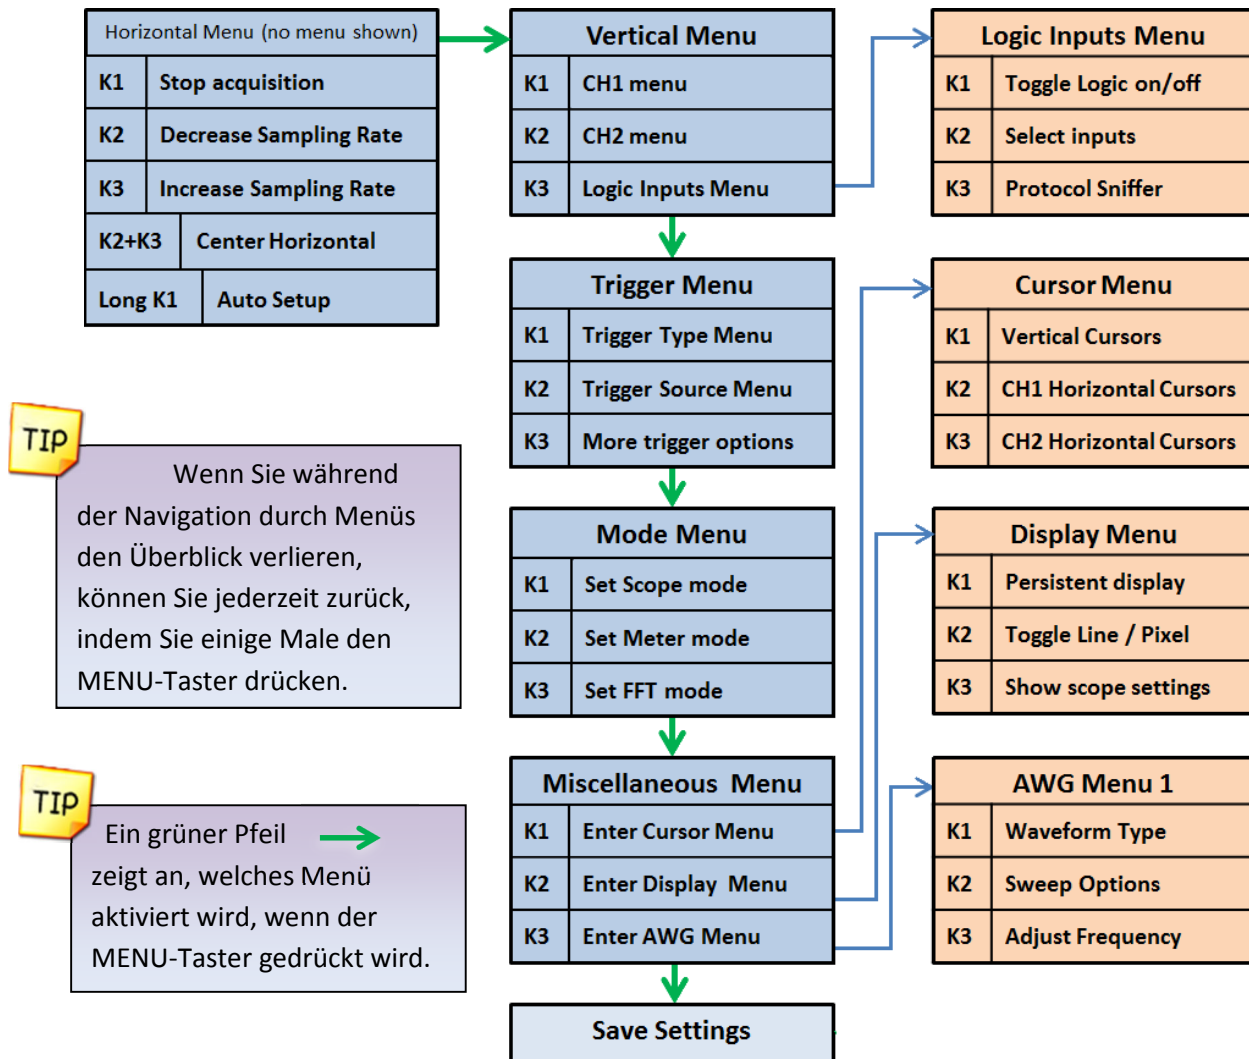 Horizontal Menu (no menu shown)
K1 Stop acquisition
K2 Decrease Sampling Rate
K3 Increase Sampling Rate
K2+K3 Center Horizontal
Long K1 Auto Setup
Vertical Menu
K1 CH1 menu
K2 CH2 menu
K3 Logic Inputs Menu
Logic Inputs Menu
K1 Toggle Logic on/off
K2 Select inputs
K3 Protocol Sniffer
Trigger Menu
K1 Trigger Type Menu
K2 Trigger Source Menu
K3 More trigger options
Cursor Menu
K1 Vertical Cursors
K2 CH1 Horizontal Cursors
K3 CH2 Horizontal Cursors
TIP
Wenn Sie während
der Navigation durch Menüs
den Überblick verlieren,
können Sie jederzeit zurück,
indem Sie einige Male den
MENU-Taster drücken.
Mode Menu
K1 Set Scope mode
K2 Set Meter mode
K3 Set FFT mode
Display Menu
K1 Persistent display
K2 Toggle Line / Pixel
K3 Show scope settings
TIP
Ein grüner Pfeil
zeigt an, welches Menü
aktiviert wird, wenn der
MENU-Taster gedrückt wird.
Miscellaneous Menu
K1 Enter Cursor Menu
K2 Enter Display Menu
K3 Enter AWG Menu
AWG Menu 1
K1 Waveform Type
K2 Sweep Options
K3 Adjust Frequency
Save Settings